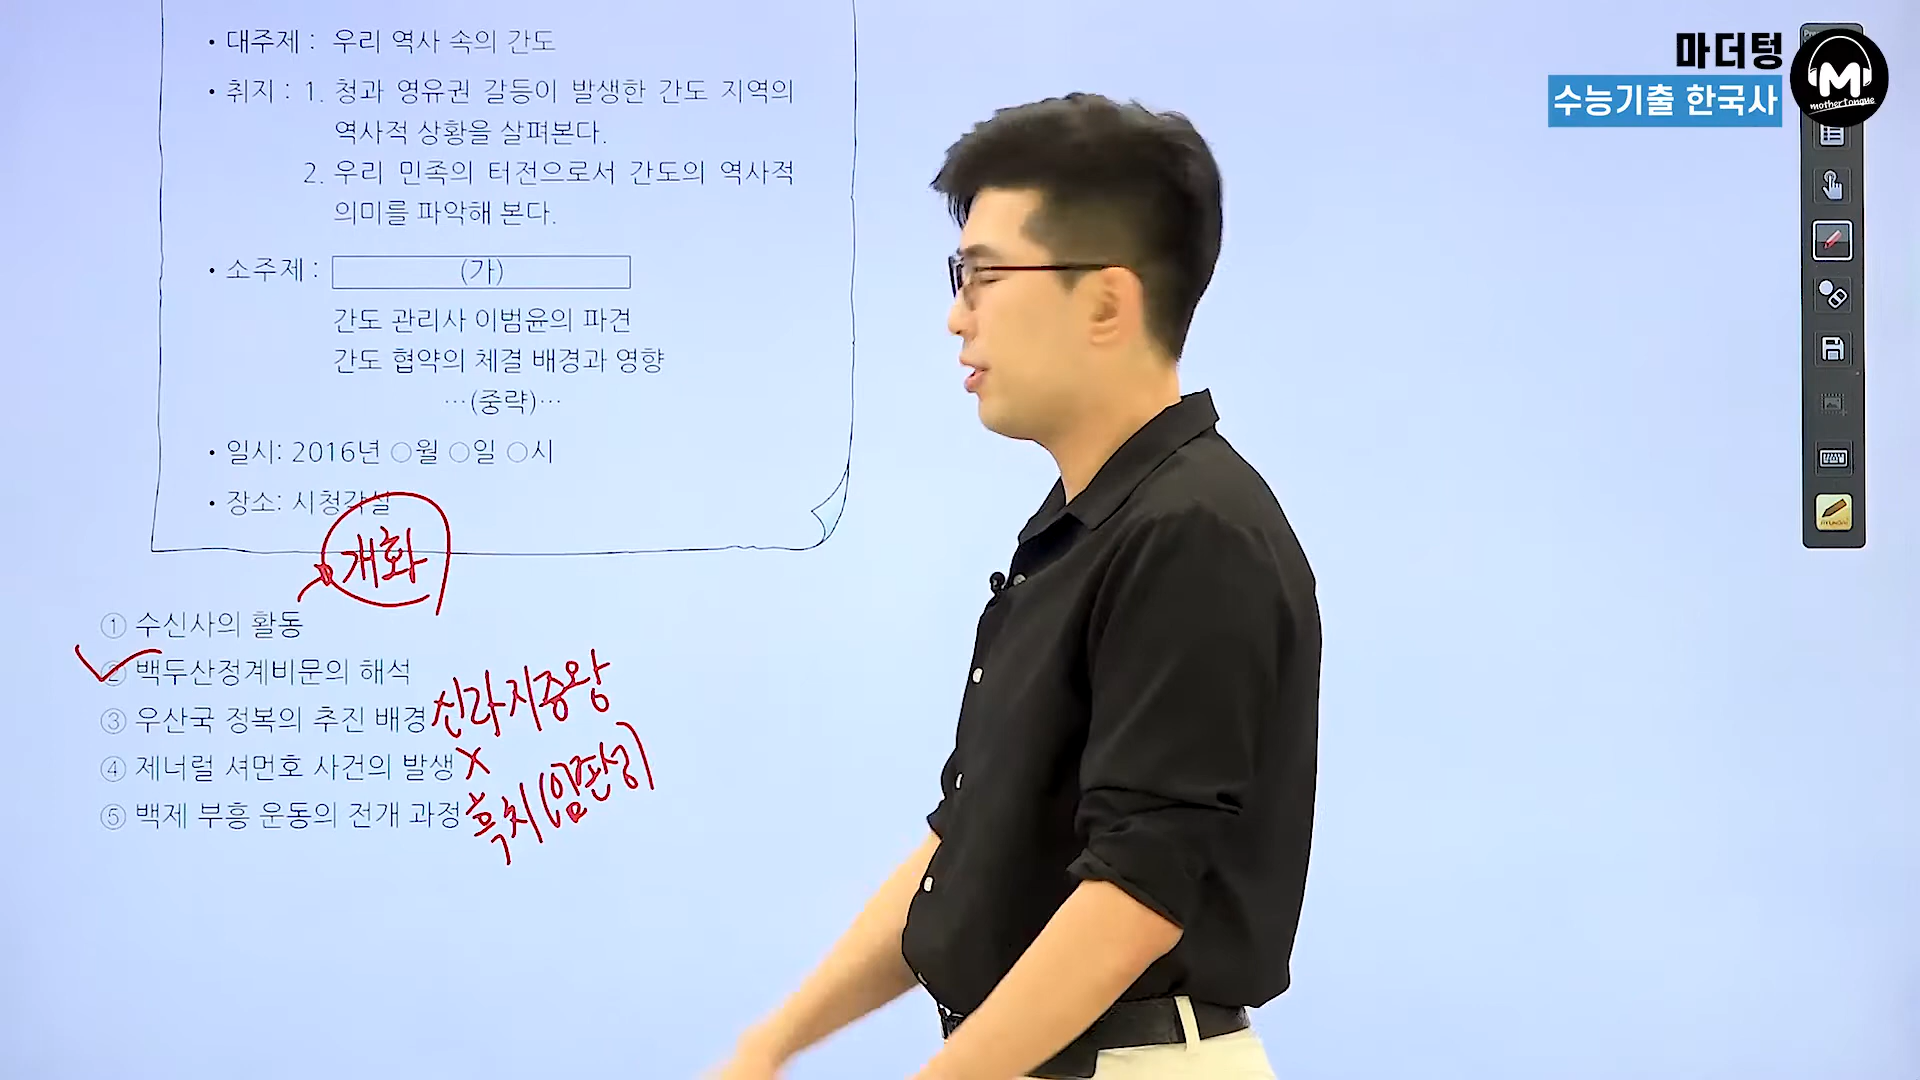 • 대주제 : 우리 역사 속의 간도
• 취지 : 1. 청과 영유권 갈등이 발생한 간도 지역의
역사적 상황을 살펴본다.
2. 우리 민족의 터전으로서 간도의 역사적
의미를 파악해 본다.
• 소주제 : (가)
간도 관리사 이범윤의 파견
간도 협약의 체결 배경과 영향
…(중략)…
• 일시: 2016년 ○월 ○일 ○시
• 장소: 시청각실
개화
① 수신사의 활동
② 백두산정계비문의 해석
③ 우산국 정복의 추진 배경 신라 지증왕
④ 제너럴 셔먼호 사건의 발생 X
⑤ 백제 부흥 운동의 전개 과정 흑치(임판성)
마더텅
수능기출 한국사
M
mothertongue